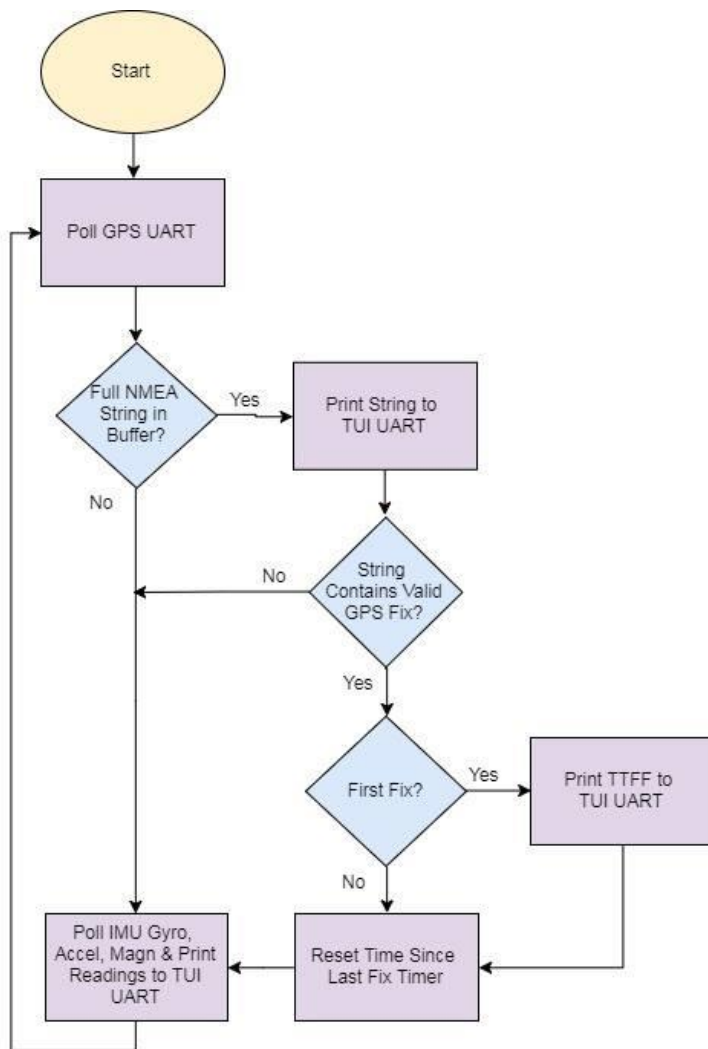 Start
Poll GPS UART
Full NMEA
String in
Buffer?
Yes
Print String to
TUI UART
No
String
Contains Valid
GPS Fix?
No
Yes
First Fix?
Yes
Print TTFF to
TUI UART
No
Poll IMU Gyro,
Accel, Magn & Print
Readings to TUI
UART
Reset Time Since
Last Fix Timer